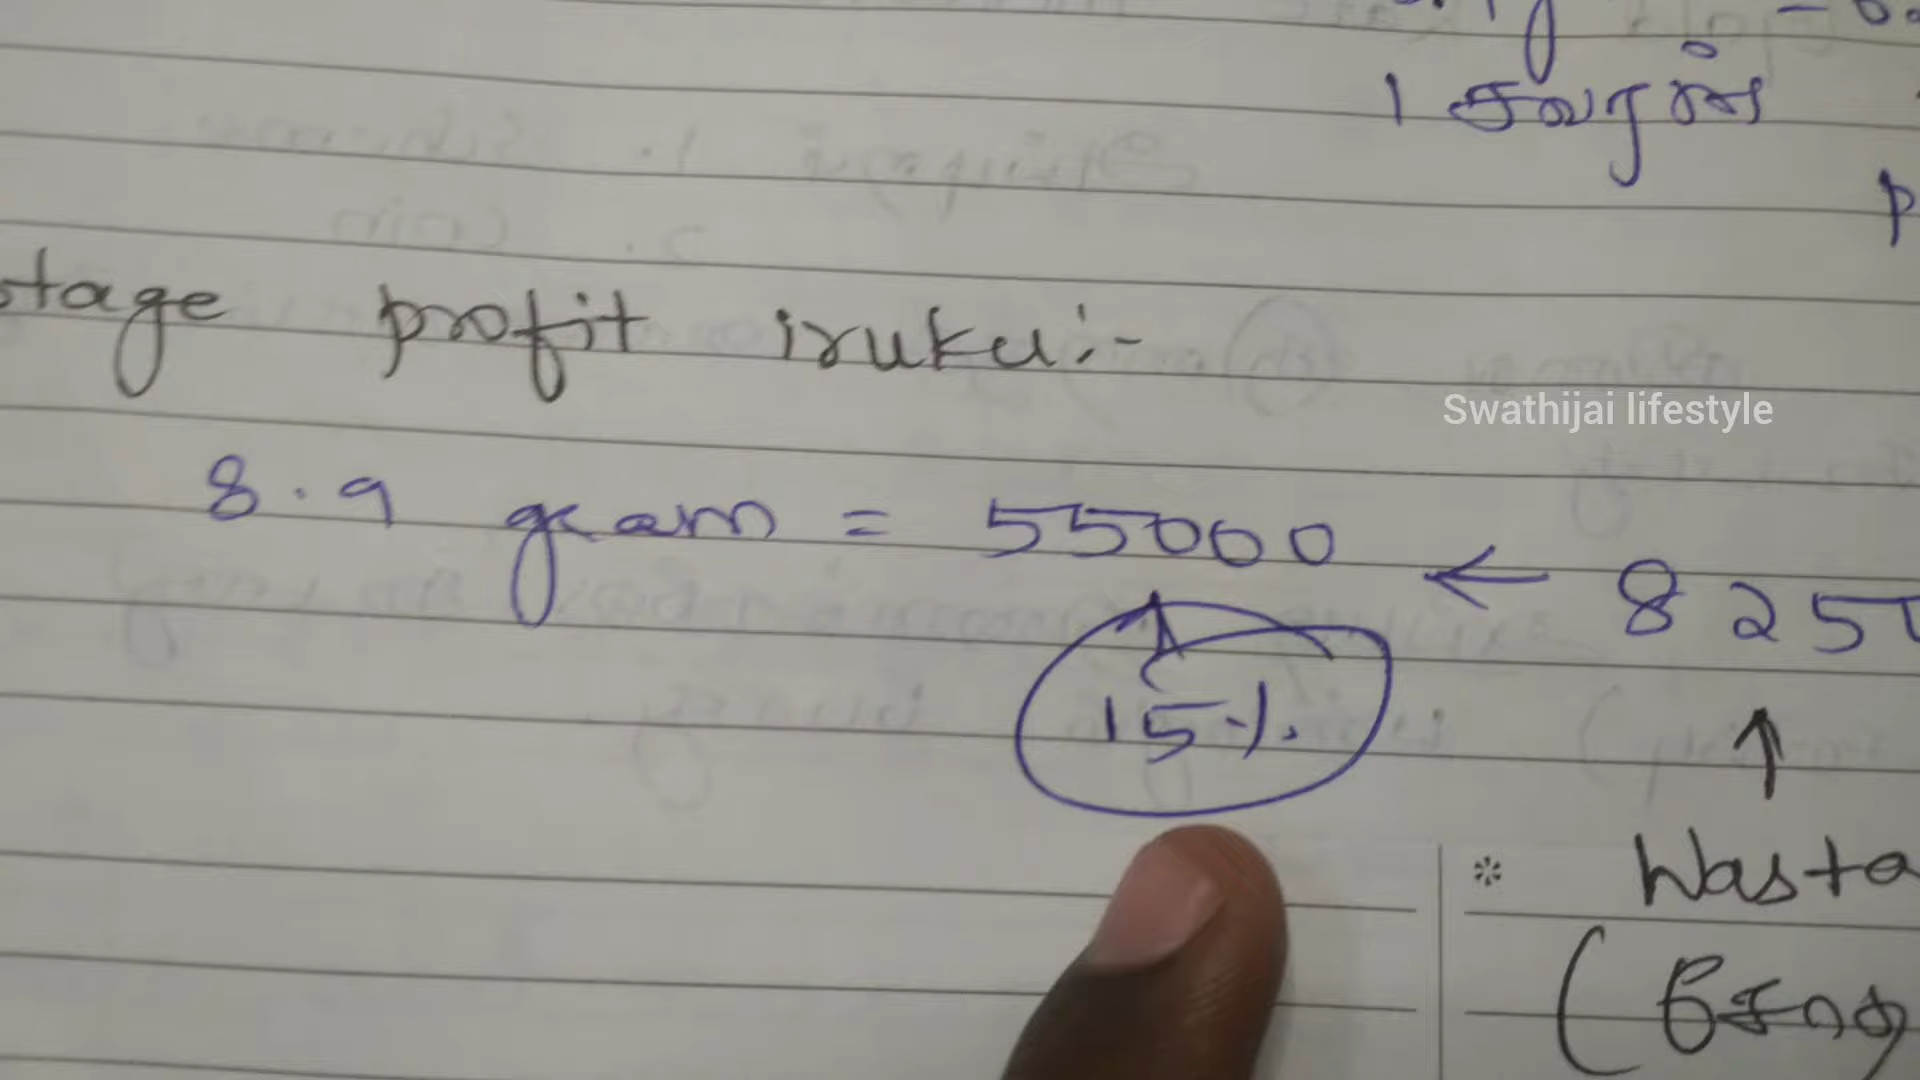 1 சவரன்
stage profit iruku:-
Swathijai lifestyle
8.9 gram = 55000 ← 825
↑
15%
* Wasta